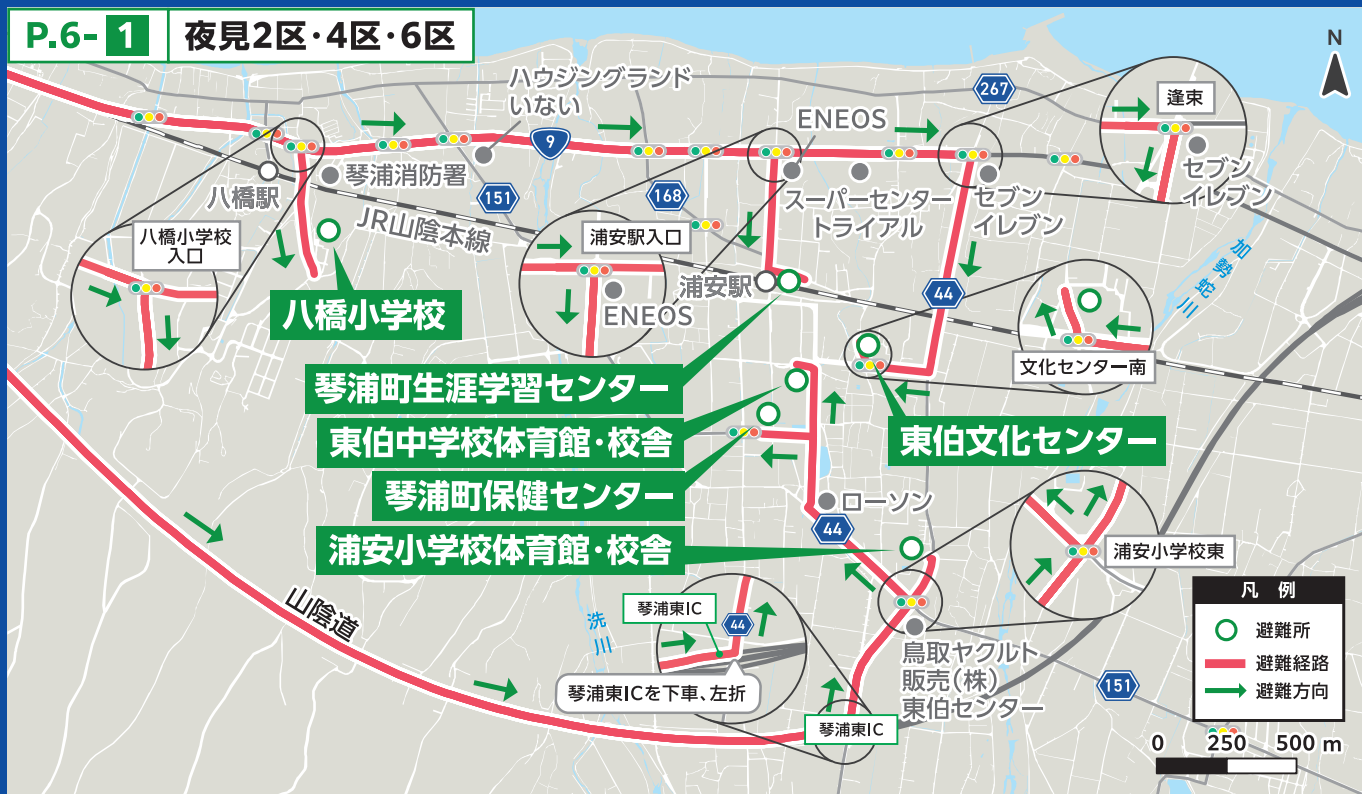 P.6-1
夜見2区・4区・6区
N
ハウジングランド
いない
ENEOS
267
逢束
セブン
イレブン
9
琴浦消防署
八橋駅
151
168
スーパーセンター
トライアル
セブン
イレブン
JR山陰本線
八橋小学校
入口
浦安駅入口
ENEOS
浦安駅
44
加勢蛇川
文化センター南
八橋小学校
琴浦町生涯学習センター
東伯中学校体育館・校舎
琴浦町保健センター
浦安小学校体育館・校舎
東伯文化センター
ローソン
44
浦安小学校東
山陰道
洗川
琴浦東IC
44
琴浦東ICを下車、左折
琴浦東IC
鳥取ヤクルト
販売(株)
東伯センター
151
凡 例
避難所
避難経路
避難方向
0 250 500 m